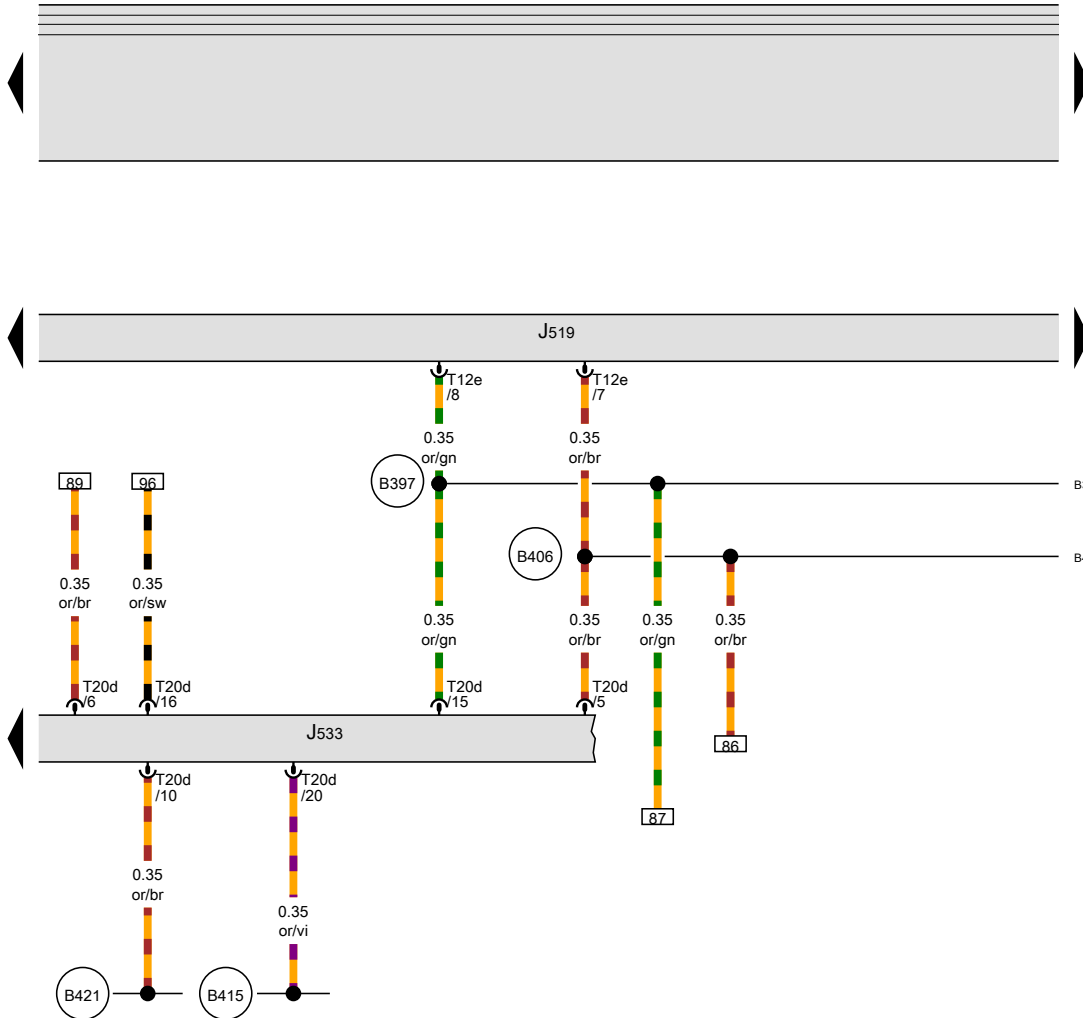 J519
T12e
/8
T12e
/7
0.35
or/gn
0.35
or/br
89
96
B397
B406
0.35
or/br
0.35
or/sw
0.35
or/gn
0.35
or/br
0.35
or/gn
0.35
or/br
T20d
/6
T20d
/16
T20d
/15
T20d
/5
J533
86
T20d
/10
T20d
/20
87
0.35
or/br
0.35
or/vi
B421
B415